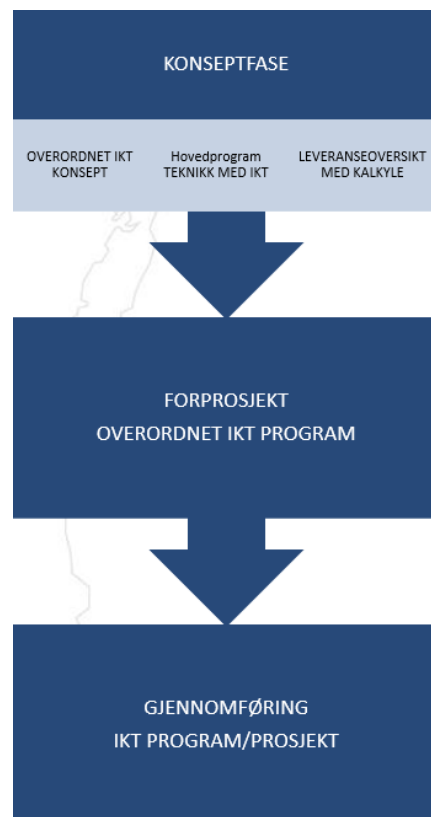 KONSEPTFASE
OVERORDNET IKT
KONSEPT
Hovedprogram
TEKNIKK MED IKT
LEVERANSEOVERSIKT
MED KALKYLE
FORPROSJEKT
OVERORDNET IKT PROGRAM
GJENNOMFØRING
IKT PROGRAM/PROSJEKT